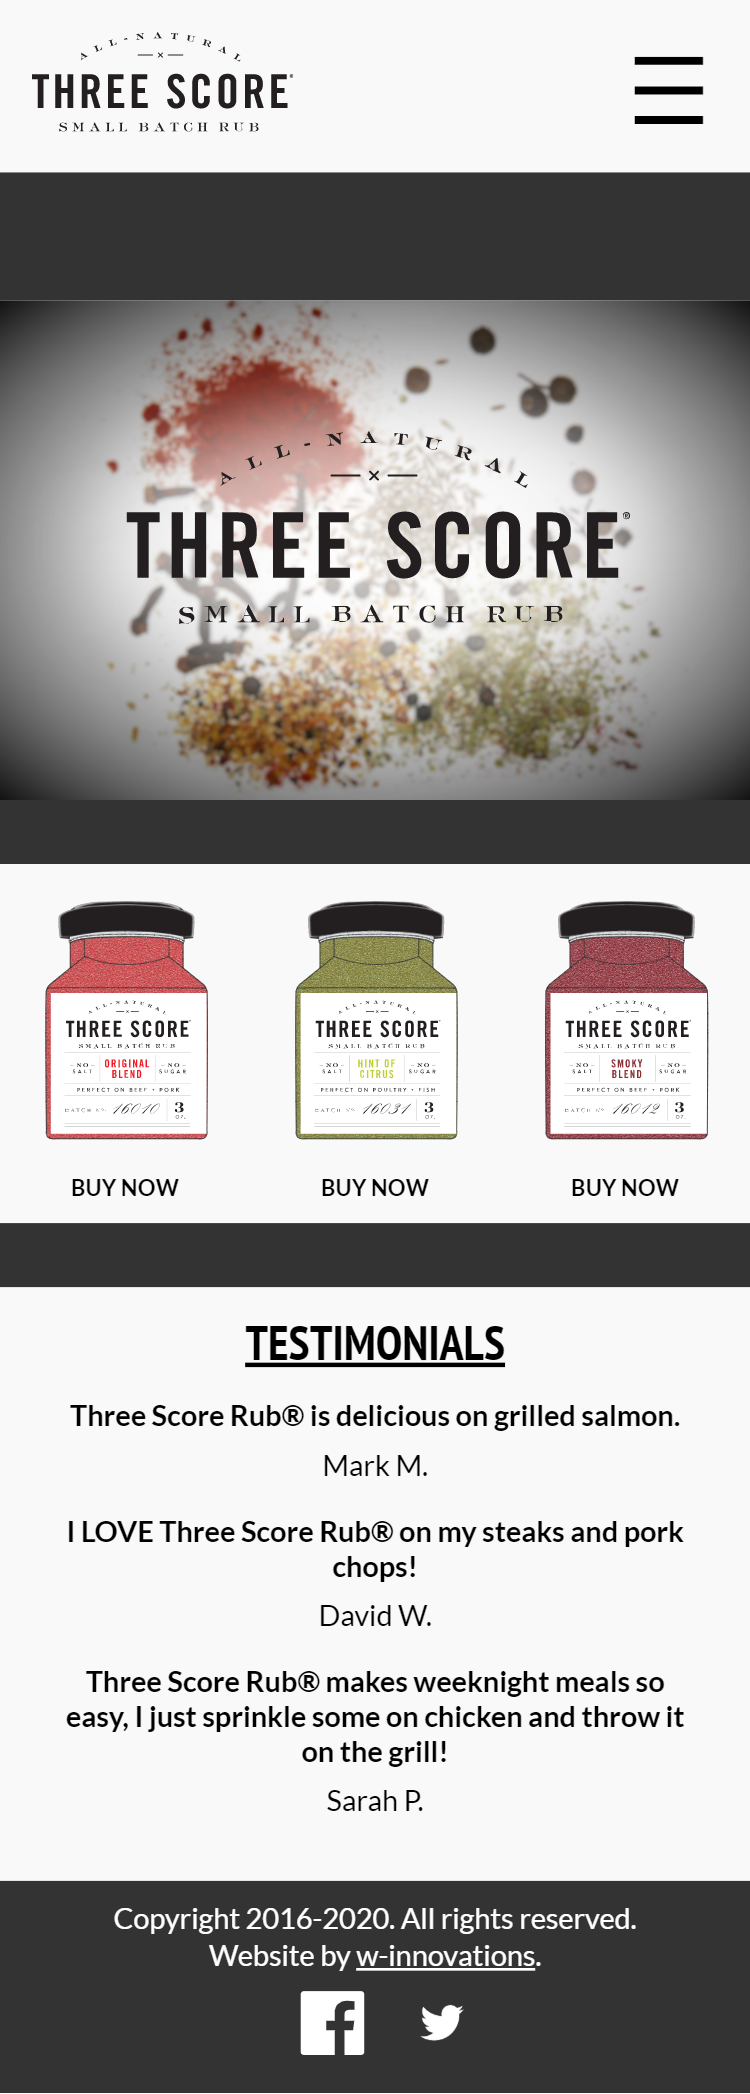 ALL-NATURAL
THREE SCORE®
SMALL BATCH RUB
ALL-NATURAL
×
THREE SCORE®
SMALL BATCH RUB
ALL-NATURAL
THREE SCORE
SMALL BATCH RUB
-NO- SALT ORIGINAL BLEND -NO- SUGAR
PERFECT ON BEEF • PORK
BATCH Nº 16010 3 OZ.
ALL-NATURAL
THREE SCORE
SMALL BATCH RUB
-NO- SALT HINT OF CITRUS -NO- SUGAR
PERFECT ON POULTRY • FISH
BATCH Nº 16031 3 OZ.
ALL-NATURAL
THREE SCORE
SMALL BATCH RUB
-NO- SALT SMOKY BLEND -NO- SUGAR
PERFECT ON BEEF • PORK
BATCH Nº 16012 3 OZ.
BUY NOW BUY NOW BUY NOW
TESTIMONIALS
Three Score Rub® is delicious on grilled salmon.
Mark M.
I LOVE Three Score Rub® on my steaks and pork
chops!
David W.
Three Score Rub® makes weeknight meals so
easy, I just sprinkle some on chicken and throw it
on the grill!
Sarah P.
Copyright 2016-2020. All rights reserved.
Website by w-innovations.